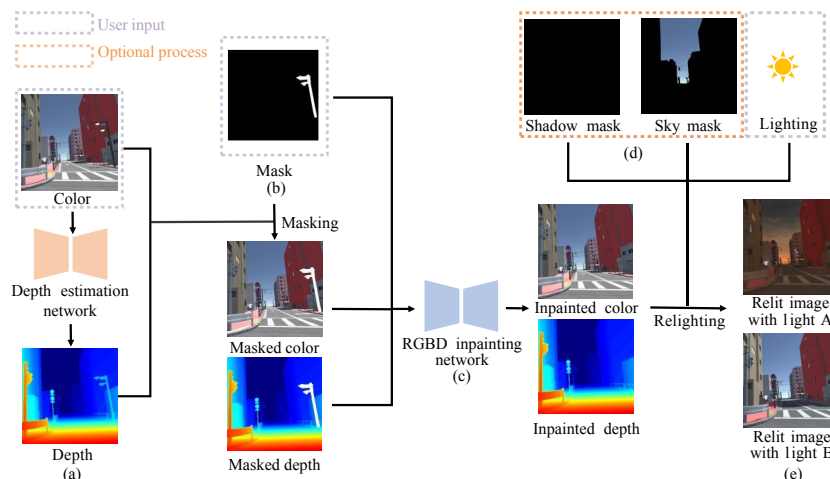 User input
Optional process
Color
Depth estimation
network
Depth
(a)
Mask
(b)
Masking
Masked color
Masked depth
RGBD inpainting
network
(c)
Shadow mask
Sky mask
Lighting
(d)
Inpainted color
Inpainted depth
Relighting
Relit image
with light A
Relit image
with light B
(e)